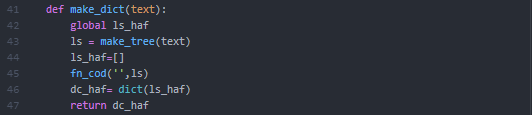 41 def make_dict(text):
42 global ls_haf
43 ls = make_tree(text)
44 ls_haf=[]
45 fn_cod('',ls)
46 dc_haf= dict(ls_haf)
47 return dc_haf